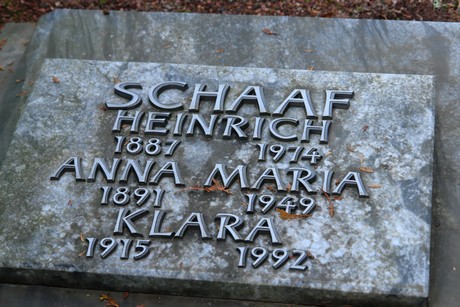 SCHAAF
HEINRICH
1887 1974
ANNA MARIA
1891 1949
KLARA
1915 1992